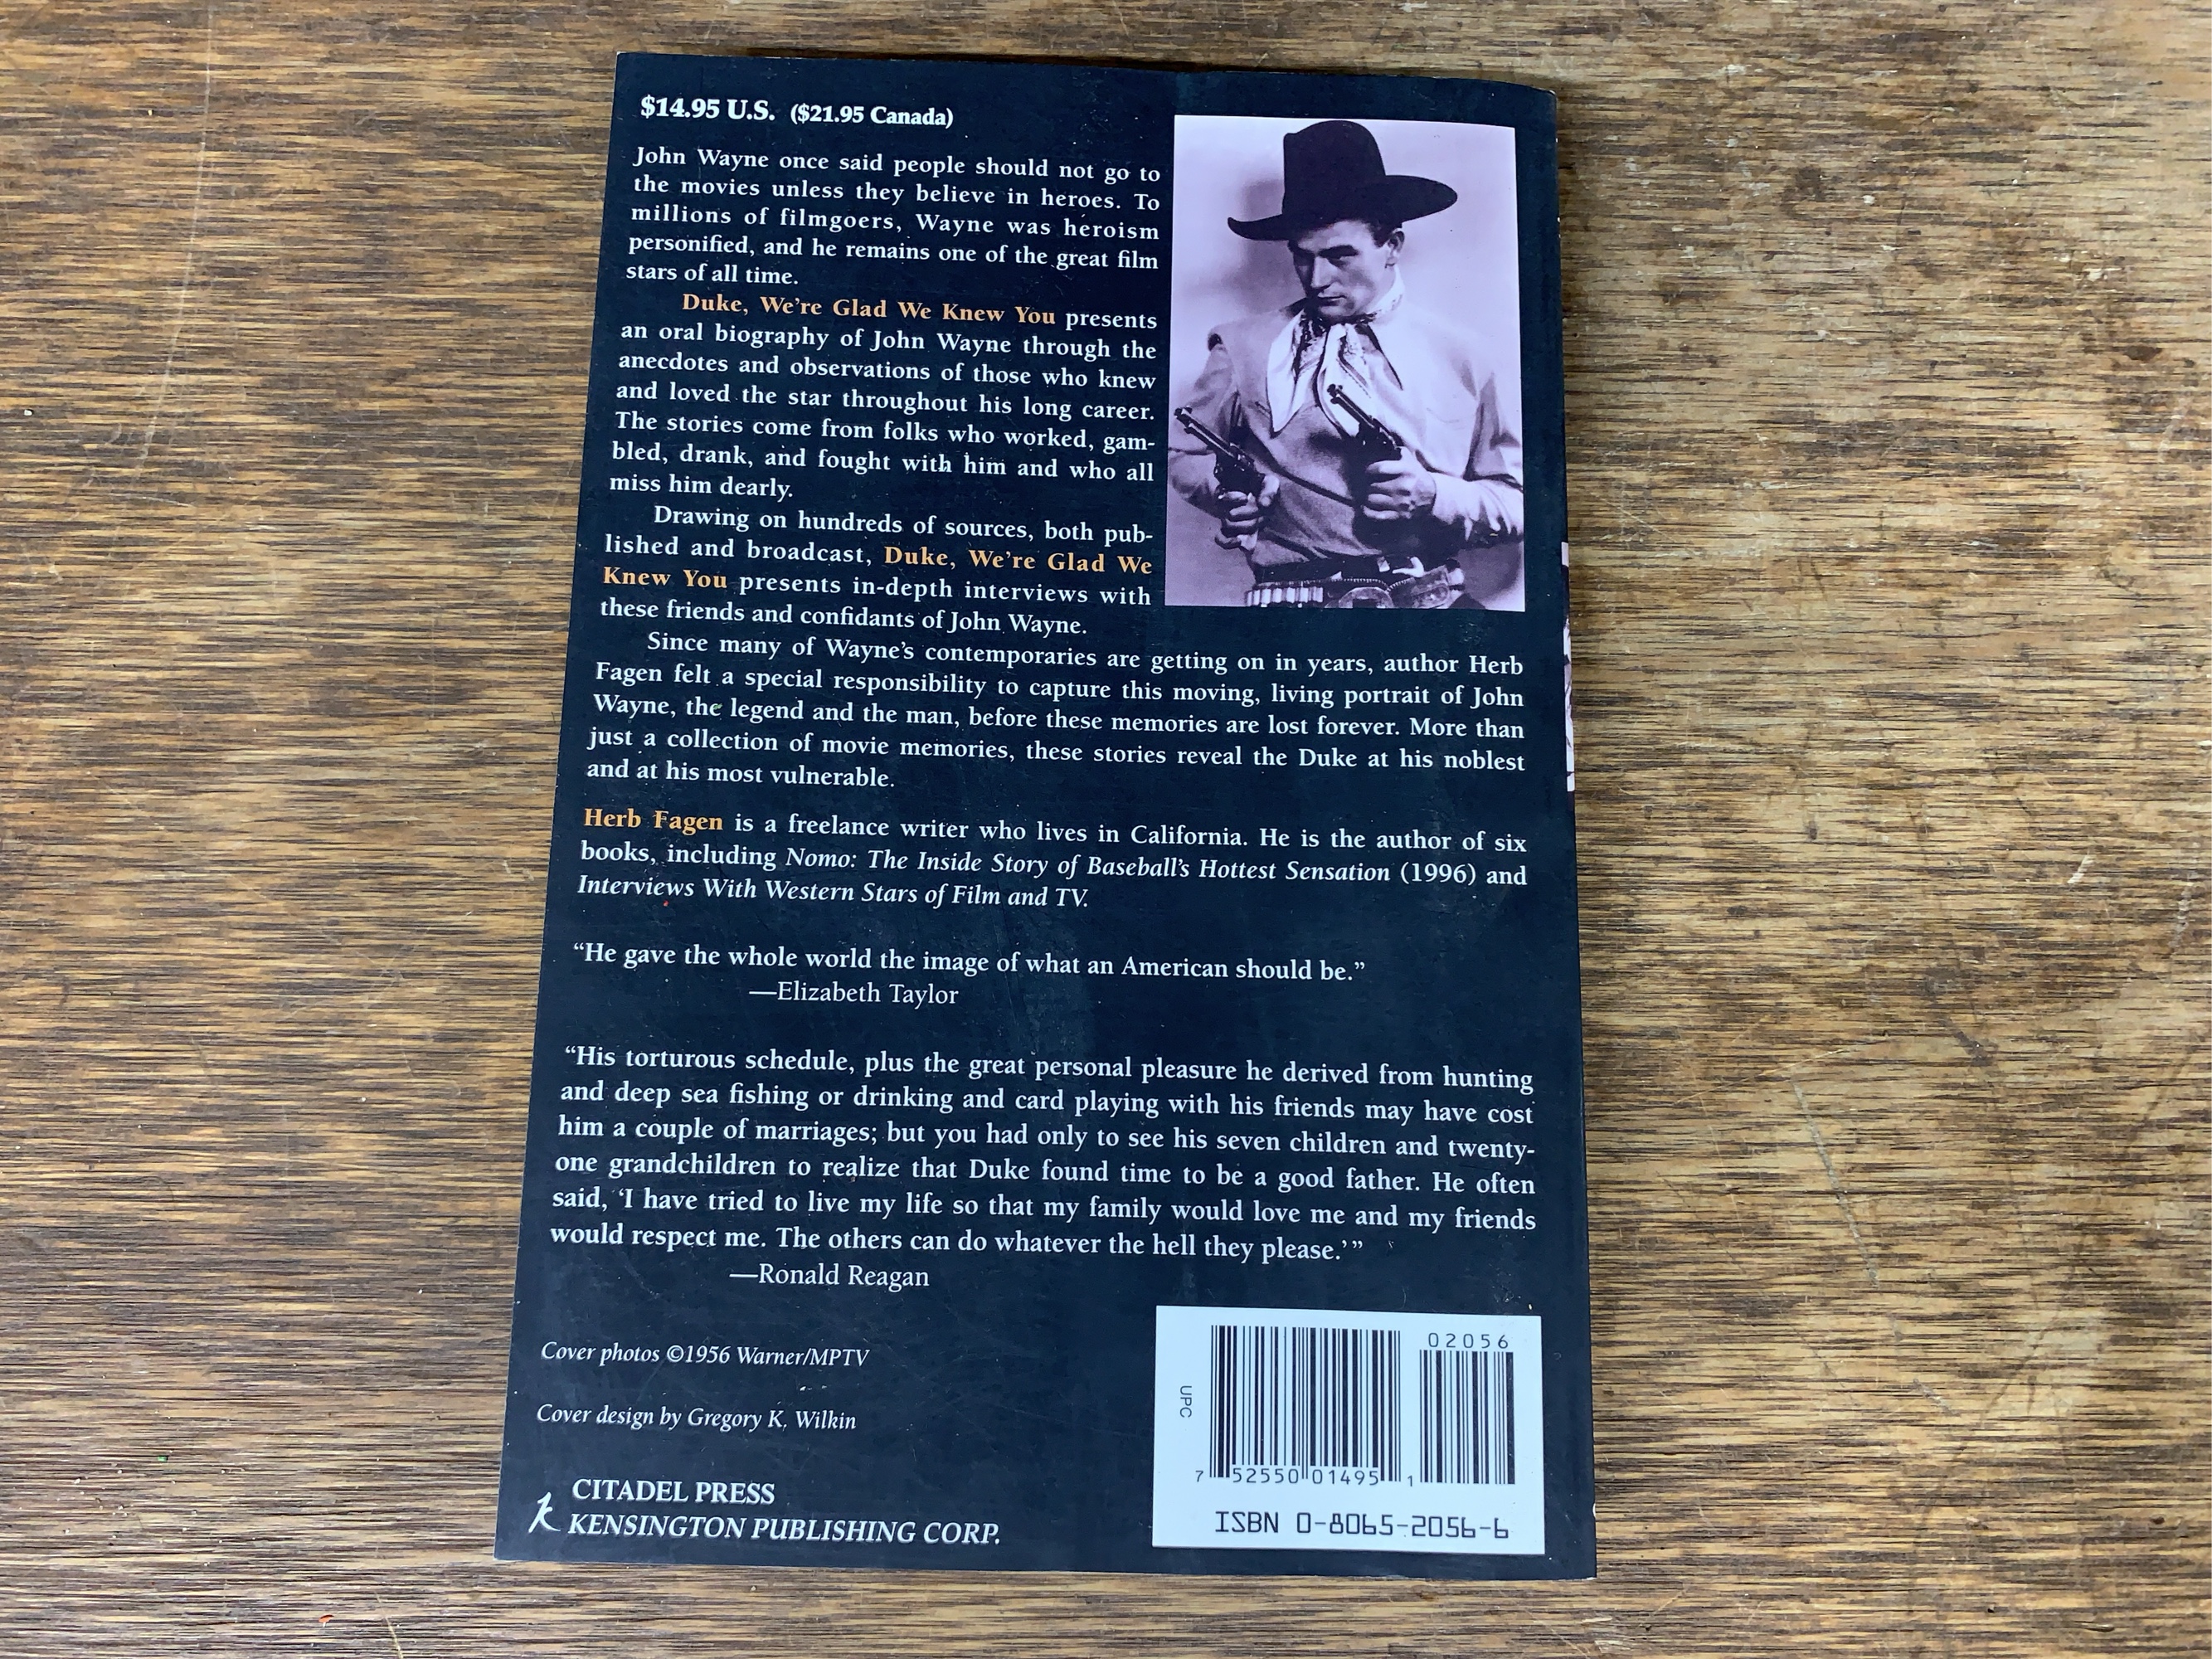 $14.95 U.S. ($21.95 Canada)
John Wayne once said people should not go to
the movies unless they believe in heroes. To
millions of filmgoers, Wayne was heroism
personified, and he remains one of the great film
stars of all time.
Duke, We're Glad We Knew You presents
an oral biography of John Wayne through the
anecdotes and observations of those who knew
and loved the star throughout his long career.
The stories come from folks who worked, gam-
bled, drank, and fought with him and who all
miss him dearly.
Drawing on hundreds of sources, both pub-
lished and broadcast, Duke, We're Glad We
Knew You presents in-depth interviews with
these friends and confidants of John Wayne.
Since many of Wayne's contemporaries are getting on in years, author Herb
Fagen felt a special responsibility to capture this moving, living portrait of John
Wayne, the legend and the man, before these memories are lost forever. More than
just a collection of movie memories, these stories reveal the Duke at his noblest
and at his most vulnerable.
Herb Fagen is a freelance writer who lives in California. He is the author of six
books, including Nomo: The Inside Story of Baseball's Hottest Sensation (1996) and
Interviews With Western Stars of Film and TV.
“He gave the whole world the image of what an American should be.”
—Elizabeth Taylor
“His torturous schedule, plus the great personal pleasure he derived from hunting
and deep sea fishing or drinking and card playing with his friends may have cost
him a couple of marriages; but you had only to see his seven children and twenty-
one grandchildren to realize that Duke found time to be a good father. He often
said, ‘I have tried to live my life so that my family would love me and my friends
would respect me. The others can do whatever the hell they please.’”
—Ronald Reagan
Cover photos ©1956 Warner/MPTV
Cover design by Gregory K. Wilkin
CITADEL PRESS
KENSINGTON PUBLISHING CORP.
02056
UPC
7 52550 01495 1
ISBN 0-8065-2056-6